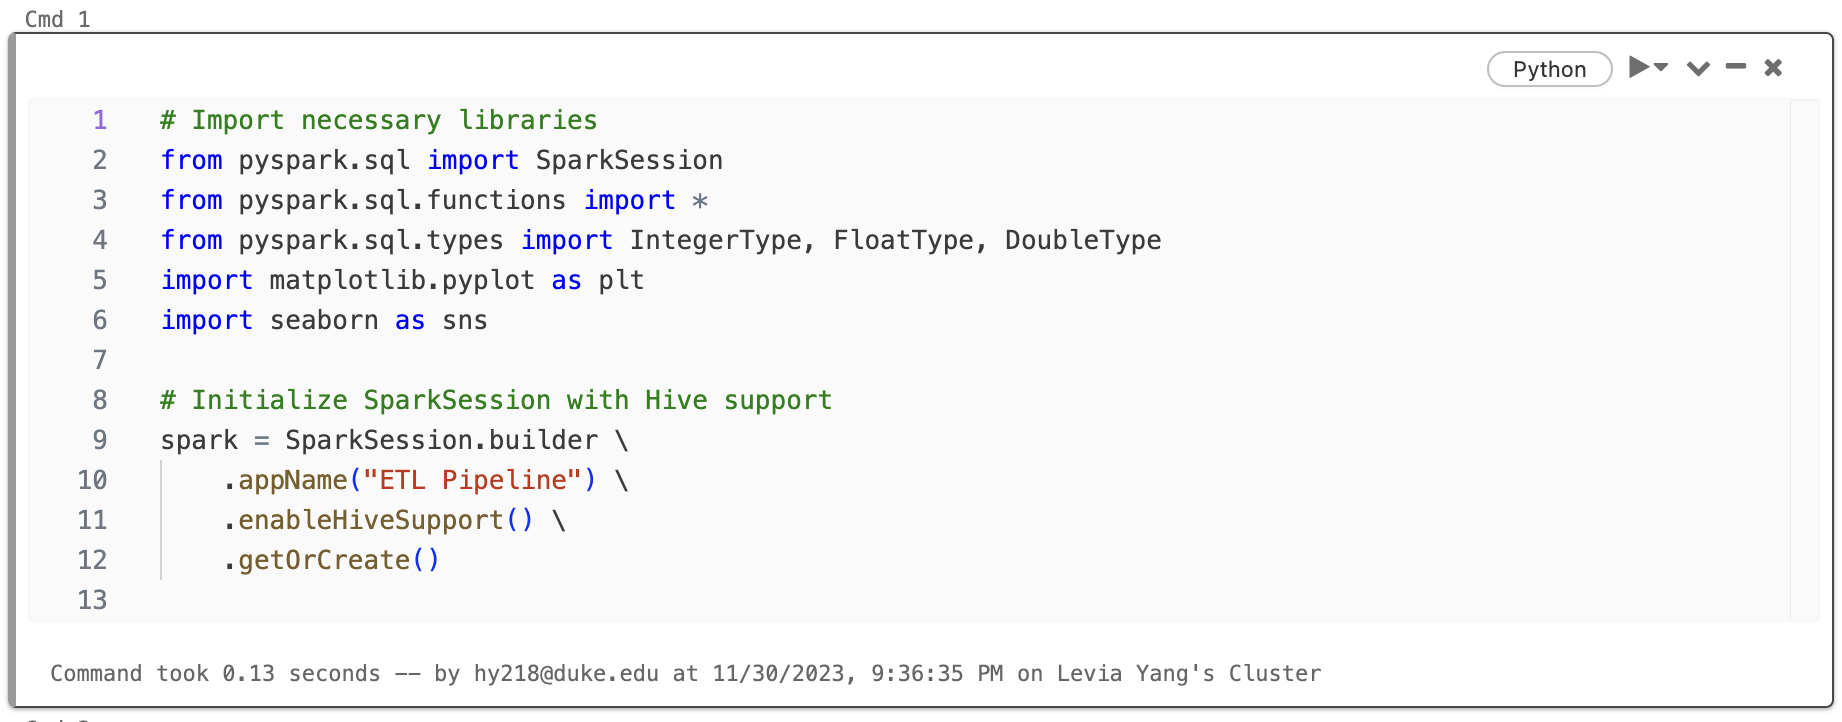 Cmd 1
Python
1 # Import necessary libraries
2 from pyspark.sql import SparkSession
3 from pyspark.sql.functions import *
4 from pyspark.sql.types import IntegerType, FloatType, DoubleType
5 import matplotlib.pyplot as plt
6 import seaborn as sns
7
8 # Initialize SparkSession with Hive support
9 spark = SparkSession.builder \
10     .appName("ETL Pipeline") \
11     .enableHiveSupport() \
12     .getOrCreate()
13
Command took 0.13 seconds -- by hy218@duke.edu at 11/30/2023, 9:36:35 PM on Levia Yang's Cluster